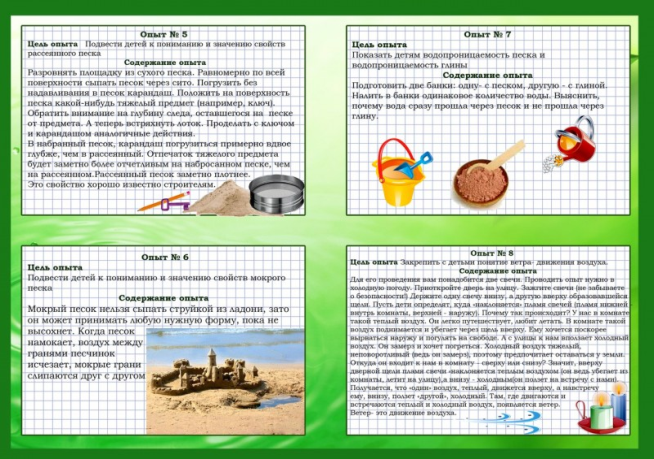 Опыт № 5
Цель опыта Подвести детей к пониманию и значению свойств
рассеянного песка
Содержание опыта
Разровнять площадку из сухого песка. Равномерно по всей
поверхности сыпать песок через сито. Погрузить без
надавливания в песок карандаш. Положить на поверхность
песка какой-нибудь тяжелый предмет (например, ключ).
Обратить внимание на глубину следа, оставшегося на песке
от предмета. А теперь встряхнуть лоток. Проделать с ключом
и карандашом аналогичные действия.
В набранный песок, карандаш погрузиться примерно вдвое
глубже, чем в рассеянный. Отпечаток тяжелого предмета
будет заметно более отчетливым на набросанном песке, чем
на рассеянном.Рассеянный песок заметно плотнее.
Это свойство хорошо известно строителям.
Опыт № 7
Цель опыта
Показать детям водопроницаемость песка и
водопроницаемость глины
Содержание опыта
Подготовить две банки: одну- с песком, другую - с глиной.
Налить в банки одинаковое количество воды. Выяснить,
почему вода сразу прошла через песок и не прошла через
глину.
Опыт № 6
Цель опыта
Подвести детей к пониманию и значению свойств мокрого
песка
Содержание опыта
Мокрый песок нельзя сыпать струйкой из ладони, зато
он может принимать любую нужную форму, пока не
высохнет. Когда песок
намокает, воздух между
гранями песчинок
исчезает, мокрые грани
слипаются друг с другом
Опыт № 8
Цель опыта Закрепить с детьми понятие ветра- движения воздуха.
Содержание опыта
Для его проведения вам понадобится две свечи. Проводить опыт нужно в
холодную погоду. Приоткройте дверь на улицу. Зажгите свечи (не забывайте
о безопасности!) Держите одну свечу внизу, а другую вверху образовавшейся
щели. Пусть дети определят, куда «наклоняется» пламя свечей (пламя нижней -
внутрь комнаты, верхней - наружу). Почему так происходит? У нас в комнате
такой теплый воздух. Он легко путешествует, любит летать. В комнате такой
воздух поднимается и убегает через щель вверху. Ему хочется поскорее
вырваться наружу и погулять на свободе. А с улицы к нам вползает холодный
воздух. Он замерз и хочет погреться. Холодный воздух тяжелый,
неповоротливый (ведь он замерз), поэтому предпочитает оставаться у земли.
Откуда он входит к нам в комнату - сверху или снизу? Значит, вверху
дверной щели пламя свечи «наклоняется» теплым воздухом (он ведь убегает из
комнаты, летит на улицу),а внизу - холодным(он ползет на встречу с нами).
Получается, что «один» воздух, теплый, движется вверху, а навстречу
ему, внизу, ползет «другой», холодный. Там, где двигаются и
встречаются теплый и холодный воздух, появляется ветер.
Ветер- это движение воздуха.